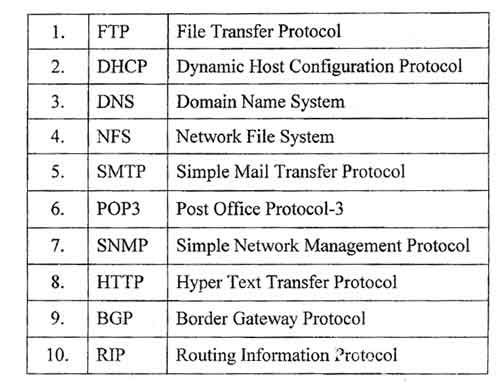 1. FTP File Transfer Protocol
2. DHCP Dynamic Host Configuration Protocol
3. DNS Domain Name System
4. NFS Network File System
5. SMTP Simple Mail Transfer Protocol
6. POP3 Post Office Protocol-3
7. SNMP Simple Network Management Protocol
8. HTTP Hyper Text Transfer Protocol
9. BGP Border Gateway Protocol
10. RIP Routing Information Protocol